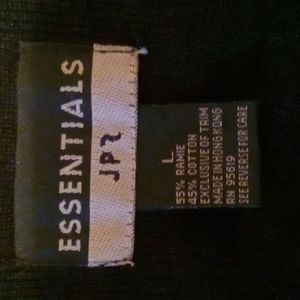 ESSENTIALS
JPR
L
55% RAMIE
45% COTTON
EXCLUSIVE OF TRIM
MADE IN HONG KONG
RN 95619
SEE REVERSE FOR CARE